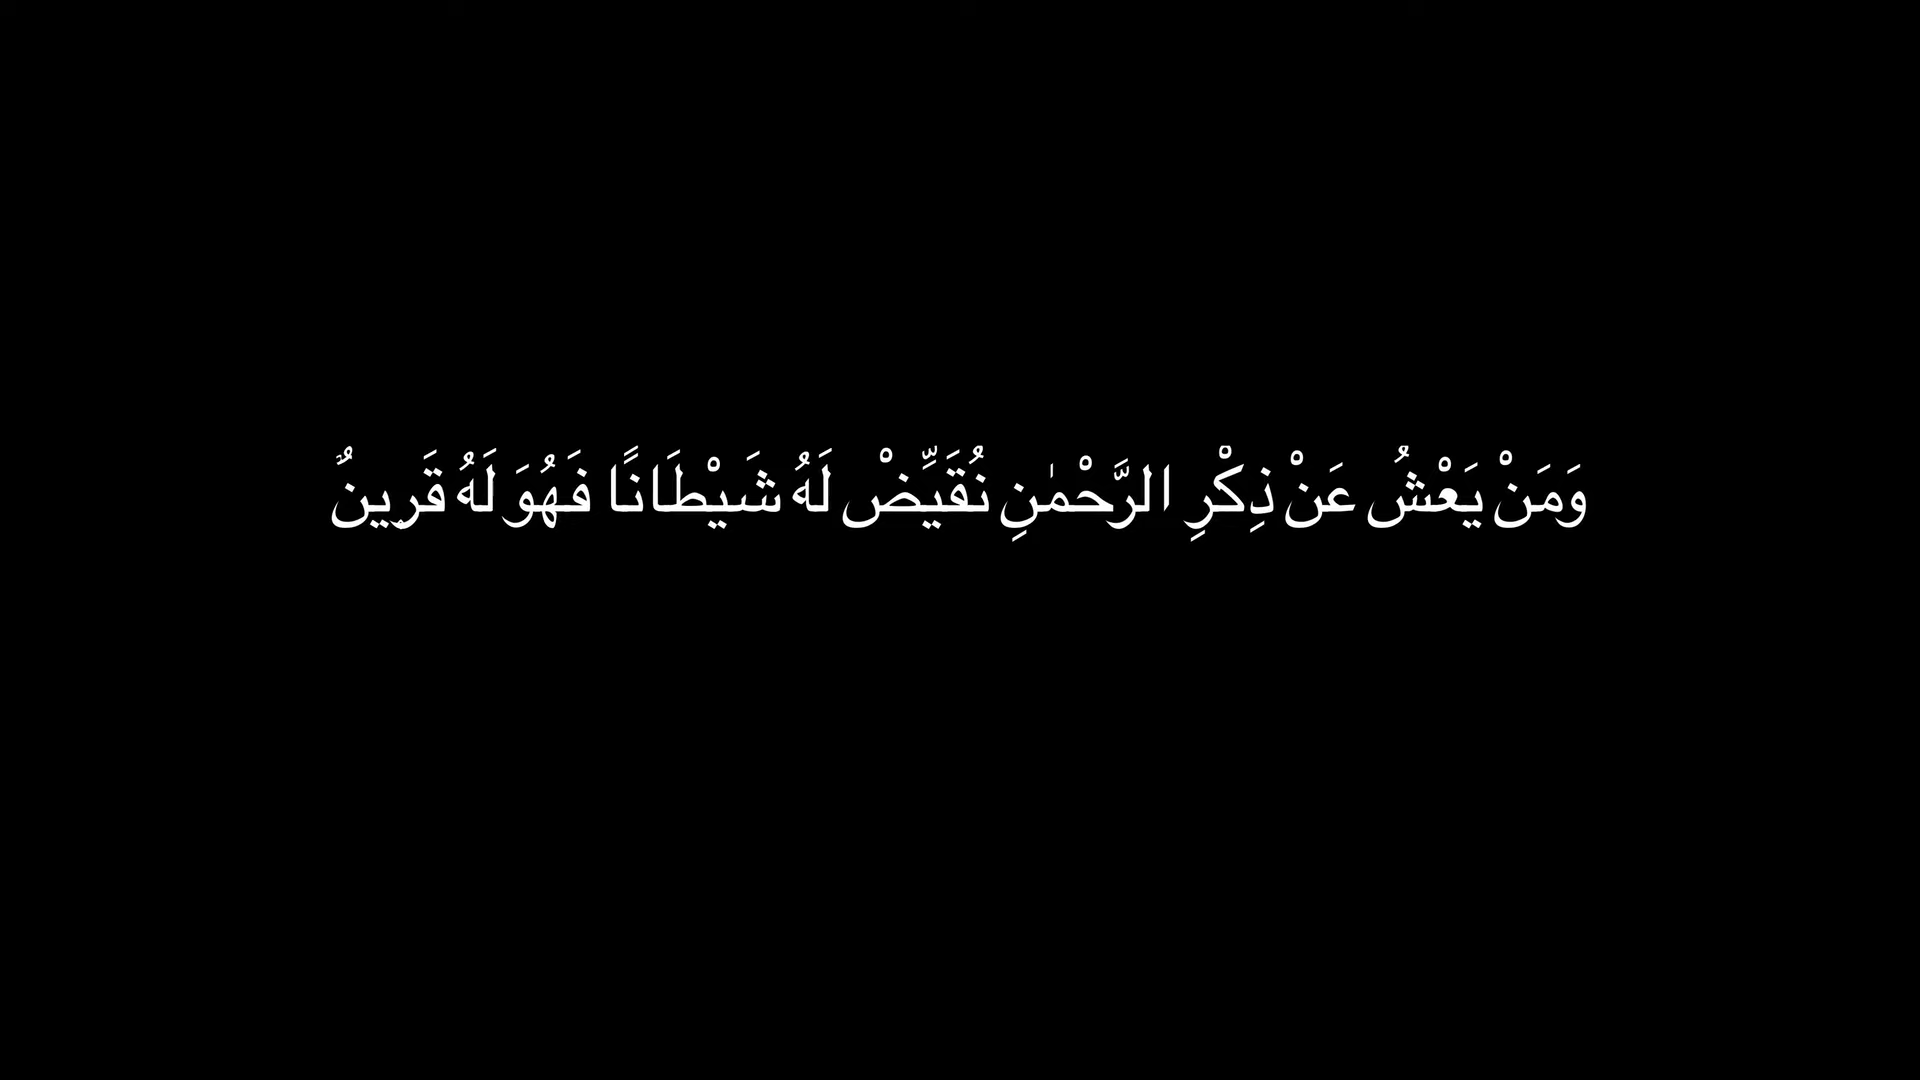 وَمَنْ يَعْشُ عَنْ ذِكْرِ الرَّحْمٰنِ نُقَيِّضْ لَهُ شَيْطَانًا فَهُوَ لَهُ قَرِينٌ